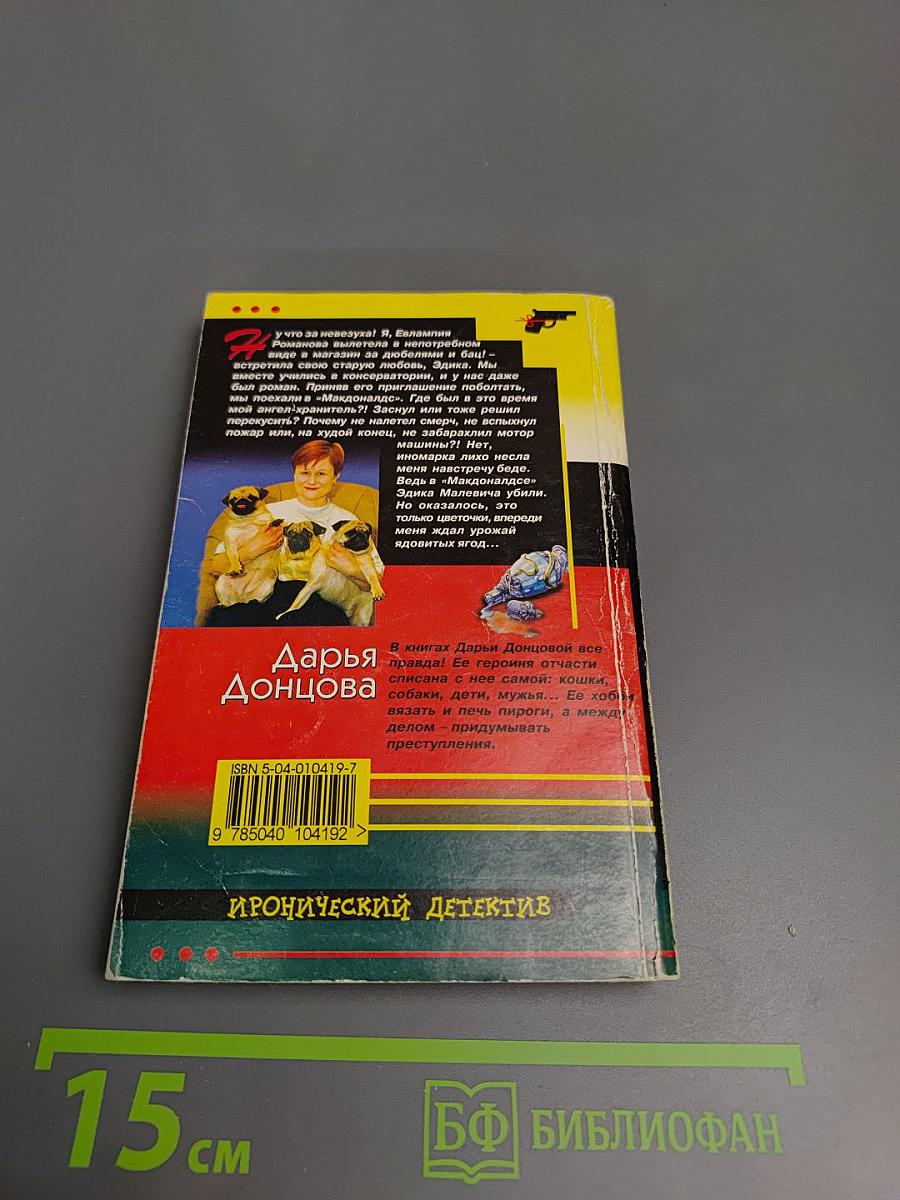 Ну что за невезуха! Я, Евлампия
Романова вылетела в непотребном
виде в магазин за дюбелями и бац! –
встретила свою старую любовь, Эдика. Мы
вместе учились в консерватории, и у нас даже
был роман. Приняв его приглашение поболтать,
мы поехали в «Макдоналдс». Где был в это время
мой ангел-хранитель?! Заснул или тоже решил
перекусить? Почему не налетел смерч, не вспыхнул
пожар или, на худой конец, не забарахлил мотор
машины?! Нет,
иномарка лихо несла
меня навстречу беде.
Ведь в «Макдоналдсе»
Эдика Малевича убили.
Но оказалось, это
только цветочки, впереди
меня ждал урожай
ядовитых ягод...
Дарья
Донцова
В книгах Дарьи Донцовой все
правда! Ее героиня отчасти
списана с нее самой: кошки,
собаки, дети, мужья... Ее хобби
вязать и печь пироги, а между
делом – придумывать
преступления.
ISBN 5-04-010419-7
9 785040 104192 >
ИРОНИЧЕСКИЙ ДЕТЕКТИВ
15 см
БФ БИБЛИОФАН